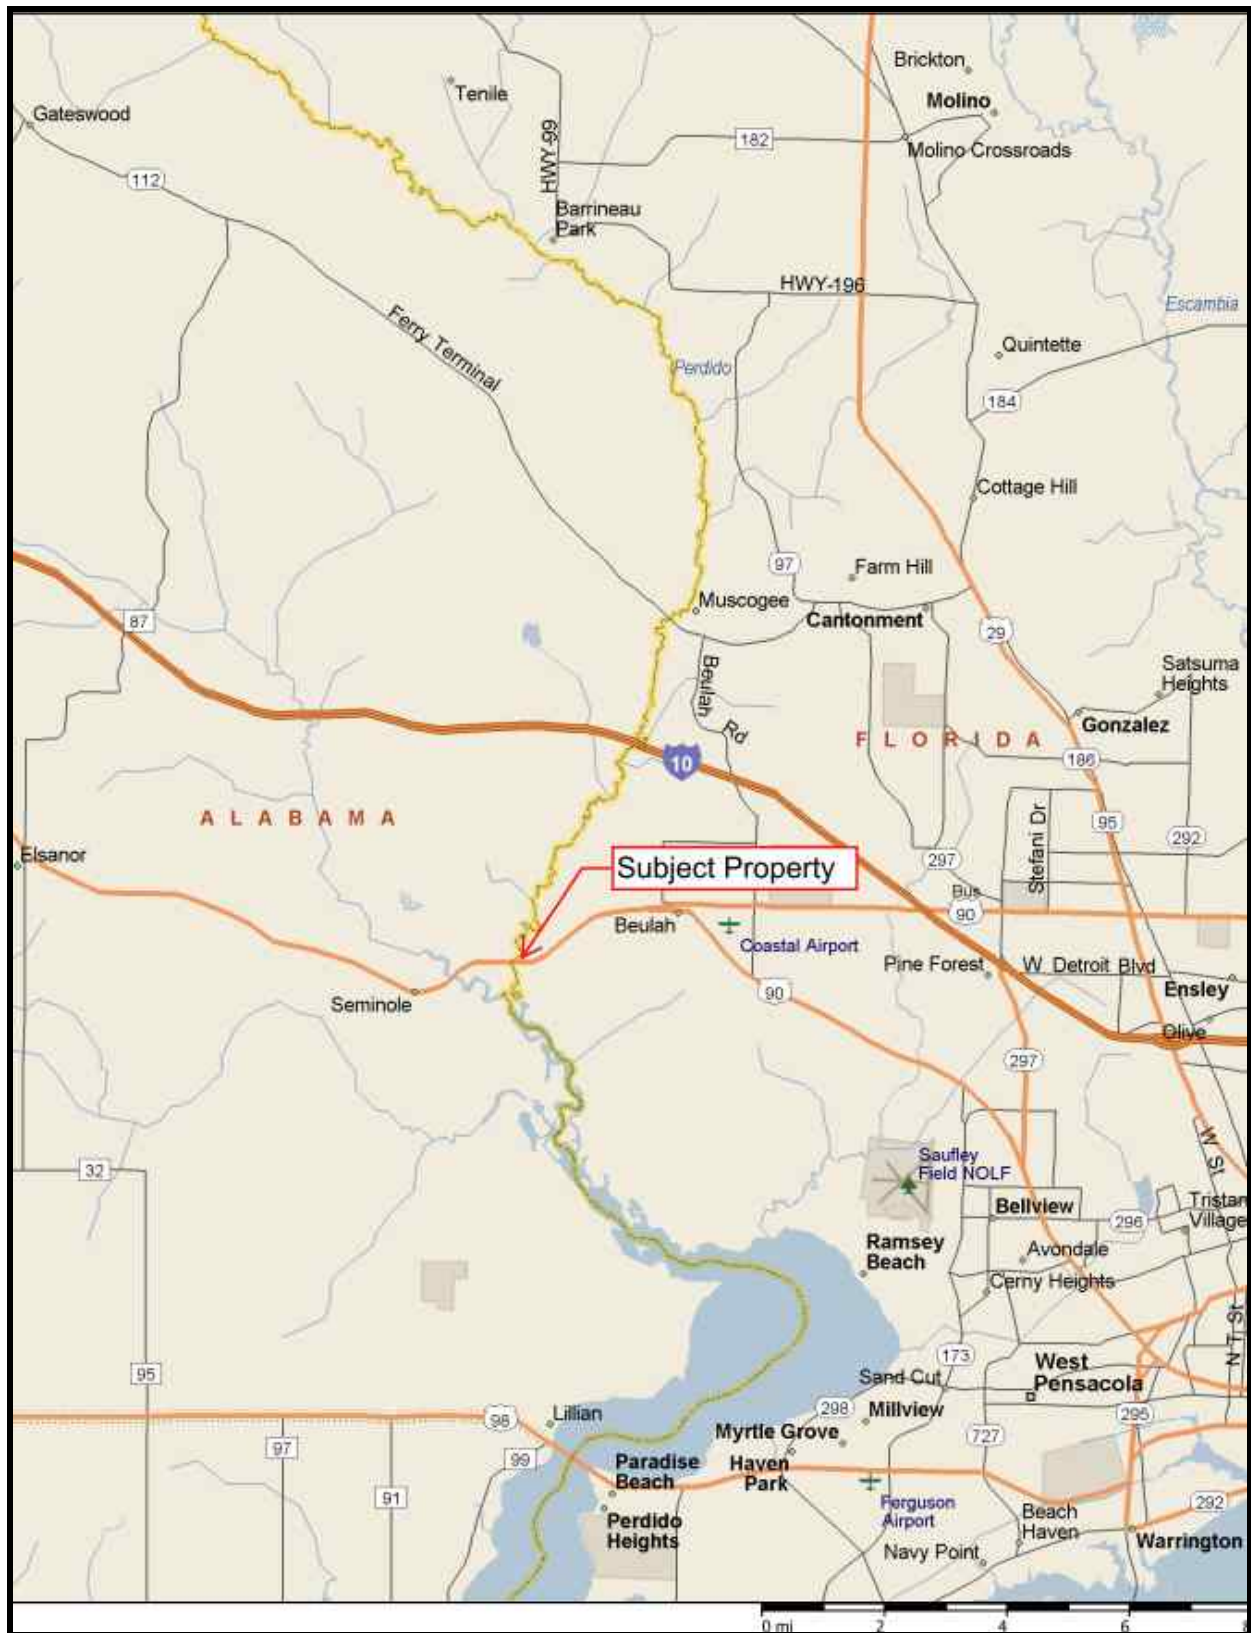 Brickton
Tenile
Molino
Gateswood
HWY-99
182
Molino Crossroads
112
Barrineau
Park
HWY-196
Escambia
Ferry Terminal
Quintette
Perdido
184
Cottage Hill
97
Farm Hill
Muscogee
87
Cantonment
29
Beulah
Rd
Satsuma
Heights
Gonzalez
FLORIDA
10
186
ALABAMA
Stefani Dr
95
292
Elsanor
Subject Property
297
Bus
90
Beulah
Coastal Airport
Pine Forest
W Detroit Blvd
90
Ensley
Seminole
Olive
297
W St
32
Saufley
Field NOLF
Bellview
296
Tristan
Village
Ramsey
Beach
Avondale
Cerny Heights
N T St
173
West
Pensacola
95
Sand Cut
298
Millview
295
98
Lillian
Myrtle Grove
727
97
99
Paradise
Beach
Haven
Park
91
292
Ferguson
Airport
Beach
Haven
Perdido
Heights
Warrington
Navy Point
0 mi 2 4 6 8